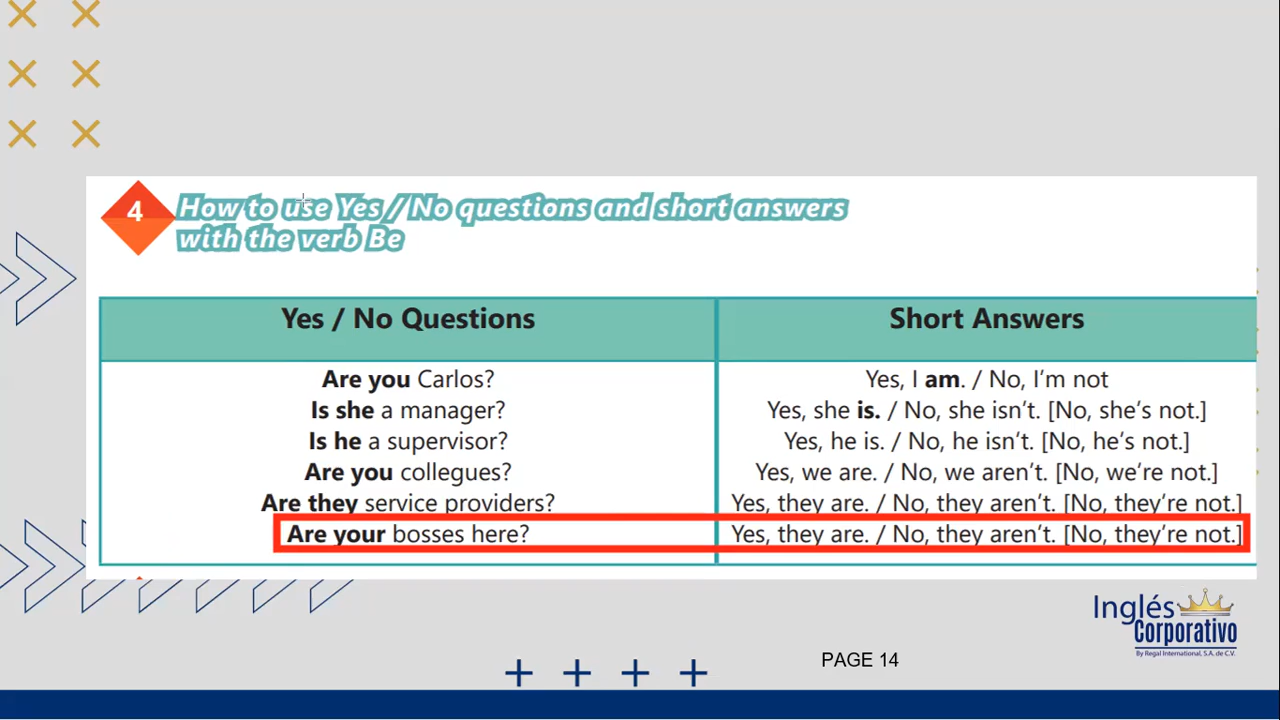 4
How to use Yes / No questions and short answers
with the verb Be
Yes / No Questions
Short Answers
Are you Carlos?
Yes, I am. / No, I'm not
Is she a manager?
Yes, she is. / No, she isn't. [No, she's not.]
Is he a supervisor?
Yes, he is. / No, he isn't. [No, he's not.]
Are you collegues?
Yes, we are. / No, we aren't. [No, we're not.]
Are they service providers?
Yes, they are. / No, they aren't. [No, they're not.]
Are your bosses here?
Yes, they are. / No, they aren't. [No, they're not.]
Inglés
Corporativo
By Regal International, S.A. de C.V.
PAGE 14